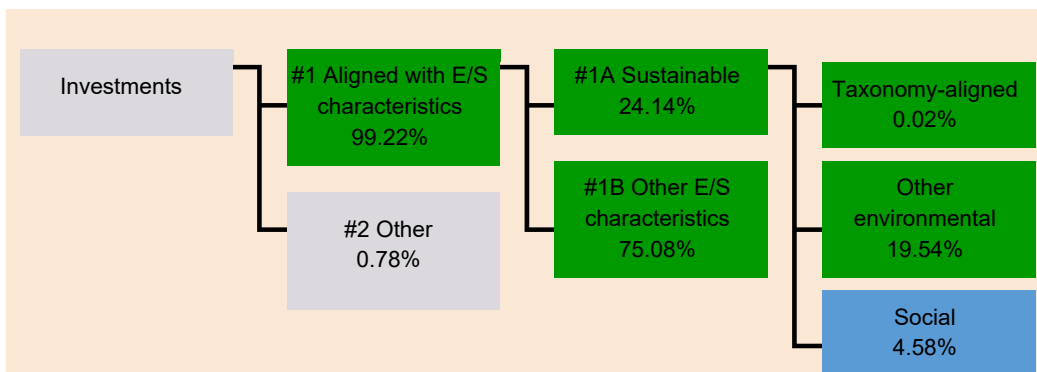 Investments
#1 Aligned with E/S
characteristics
99.22%
#2 Other
0.78%
#1A Sustainable
24.14%
#1B Other E/S
characteristics
75.08%
Taxonomy-aligned
0.02%
Other
environmental
19.54%
Social
4.58%